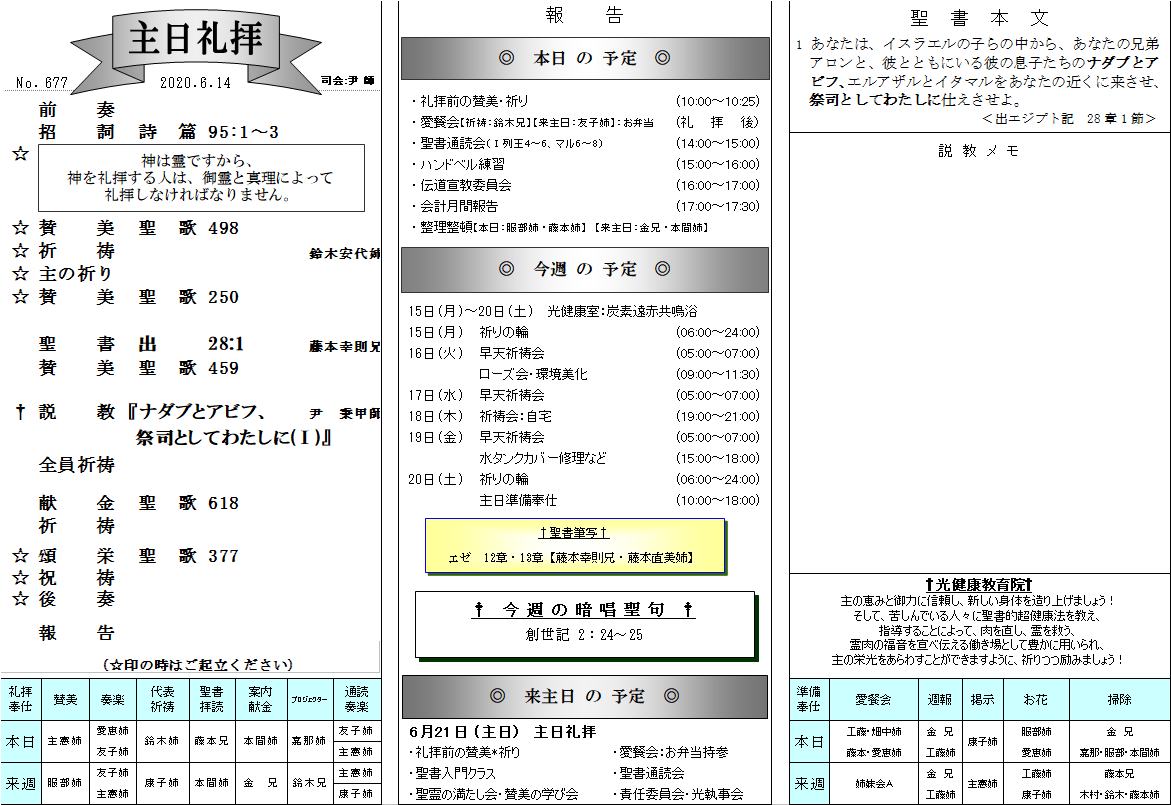 主日礼拝
No. 677　2020.6.14　司会:尹 師
前　奏
招　詞　詩　篇　95:1～3
☆
神は霊ですから、
神を礼拝する人は、御霊と真理によって
礼拝しなければなりません。
☆ 賛　美　聖　歌　498
☆ 祈　祷　鈴木安代姉
☆ 主の祈り
☆ 賛　美　聖　歌　250
聖　書　出　28:1　藤本幸則兄
賛　美　聖　歌　459
† 説　教『ナダブとアビフ、　尹　秉甲師
祭司としてわたしに(Ⅰ)』
全員祈祷
献　金　聖　歌　618
祈　祷
☆ 頌　栄　聖　歌　377
☆ 祝　祷
☆ 後　奏
報　告
(☆印の時はご起立ください)
礼拝奉仕　賛美　奏楽　代表祈祷　聖書拝読　案内献金　プロジェクター　通読奏楽
本日　主憲姉　愛恵姉 友子姉　鈴木姉　藤本兄　本間姉　嘉那姉　友子姉 主憲姉
来週　服部姉　友子姉 主憲姉　康子姉　本間姉　金　兄　鈴木兄　主憲姉 康子姉
報　告
◎　本日 の 予定　◎
・礼拝前の賛美・祈り　(10:00～10:25)
・愛餐会【祈祷:鈴木兄】【来主日:友子姉】:お弁当　(礼　拝　後)
・聖書通読会(Ⅰ列王4～6、マル6～8)　(14:00～15:00)
・ハンドベル練習　(15:00～16:00)
・伝道宣教委員会　(16:00～17:00)
・会計月間報告　(17:00～17:30)
・整理整頓【本日:服部姉・藤本姉】【来主日:金兄・本間姉】
◎　今週 の 予定　◎
15日(月)～20日(土)　光健康室:炭素遠赤共鳴浴
15日(月)　祈りの輪　(06:00～24:00)
16日(火)　早天祈祷会　(05:00～07:00)
ローズ会・環境美化　(09:00～11:30)
17日(水)　早天祈祷会　(05:00～07:00)
18日(木)　祈祷会:自宅　(19:00～21:00)
19日(金)　早天祈祷会　(05:00～07:00)
水タンクカバー修理など　(15:00～18:00)
20日(土)　祈りの輪　(06:00～24:00)
主日準備奉仕　(10:00～18:00)
†聖書筆写†
エゼ　12章・13章【藤本幸則兄・藤本直美姉】
† 今週の暗唱聖句 †
創世記 2：24～25
◎　来主日 の 予定　◎
6月21日(主日)　主日礼拝
・礼拝前の賛美*祈り　・愛餐会:お弁当持参
・聖書入門クラス　・聖書通読会
・聖霊の満たし会・賛美の学び会　・責任委員会・光執事会
聖書本文
1 あなたは、イスラエルの子らの中から、あなたの兄弟
アロンと、彼とともにいる彼の息子たちのナダブとア
ビフ、エルアザルとイタマルをあなたの近くに来させ、
祭司としてわたしに仕えさせよ。
＜出エジプト記　28章1節＞
説教メモ
†光健康教育院†
主の恵みと御力に信頼し、新しい身体を造り上げましょう！
そして、苦しんでいる人々に聖書的超健康法を教え、
指導することによって、肉を直し、霊を救う、
霊肉の福音を宣べ伝える働き場として豊かに用いられ、
主の栄光をあらわすことができますように、祈りつつ励みましょう！
準備奉仕　愛餐会　週報　掲示　お花　掃除
本日　工藤・畑中姉 藤本・愛恵姉　金　兄 工藤姉　康子姉　服部姉 愛恵姉　金　兄 嘉那・服部・本間姉
来週　姉妹会A　金　兄 工藤姉　主憲姉　工藤姉 康子姉　藤本兄 木村・鈴木・藤本姉